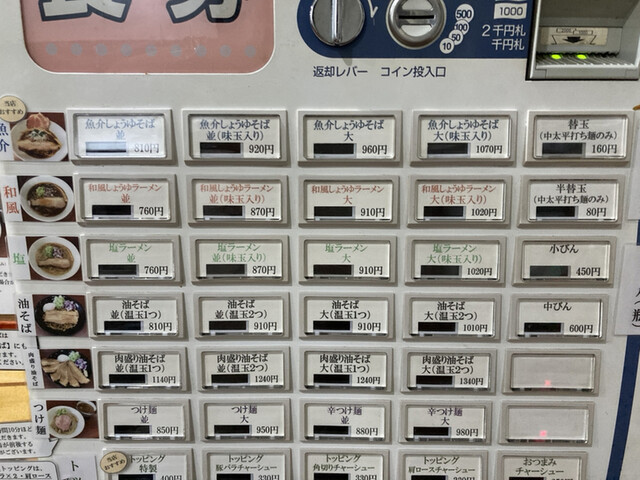 500
100
50
10
1000
2千円札
千円札
返却レバー コイン投入口
当店
おすすめ
魚介
魚介しょうゆそば
並
810円
魚介しょうゆそば
並(味玉入り)
920円
魚介しょうゆそば
大
960円
魚介しょうゆそば
大(味玉入り)
1070円
替玉
(中太平打ち麺のみ)
160円
和風
和風しょうゆラーメン
並
760円
和風しょうゆラーメン
並(味玉入り)
870円
和風しょうゆラーメン
大
910円
和風しょうゆラーメン
大(味玉入り)
1020円
半替玉
(中太平打ち麺のみ)
80円
塩
塩ラーメン
並
760円
塩ラーメン
並(味玉入り)
870円
塩ラーメン
大
910円
塩ラーメン
大(味玉入り)
1020円
小びん
450円
油そば
油そば
並(温玉1つ)
810円
油そば
並(温玉2つ)
910円
油そば
大(温玉1つ)
910円
油そば
大(温玉2つ)
1010円
中びん
600円
肉盛り油そば
肉盛り油そば
並(温玉1つ)
1140円
肉盛り油そば
並(温玉2つ)
1240円
肉盛り油そば
大(温玉1つ)
1240円
肉盛り油そば
大(温玉2つ)
1340円
つけ麺
つけ麺
並
850円
つけ麺
大
950円
辛つけ麺
並
880円
辛つけ麺
大
980円
当店
おすすめ
トッピング
特製
トッピング
豚バラチャーシュー
トッピング
角切りチャーシュー
トッピング
肩ロースチャーシュー
おつまみ
チャーシュー